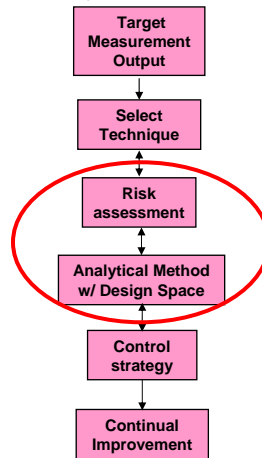 Target
Measurement
Output
Select
Technique
Risk
assessment
Analytical Method
w/ Design Space
Control
strategy
Continual
Improvement